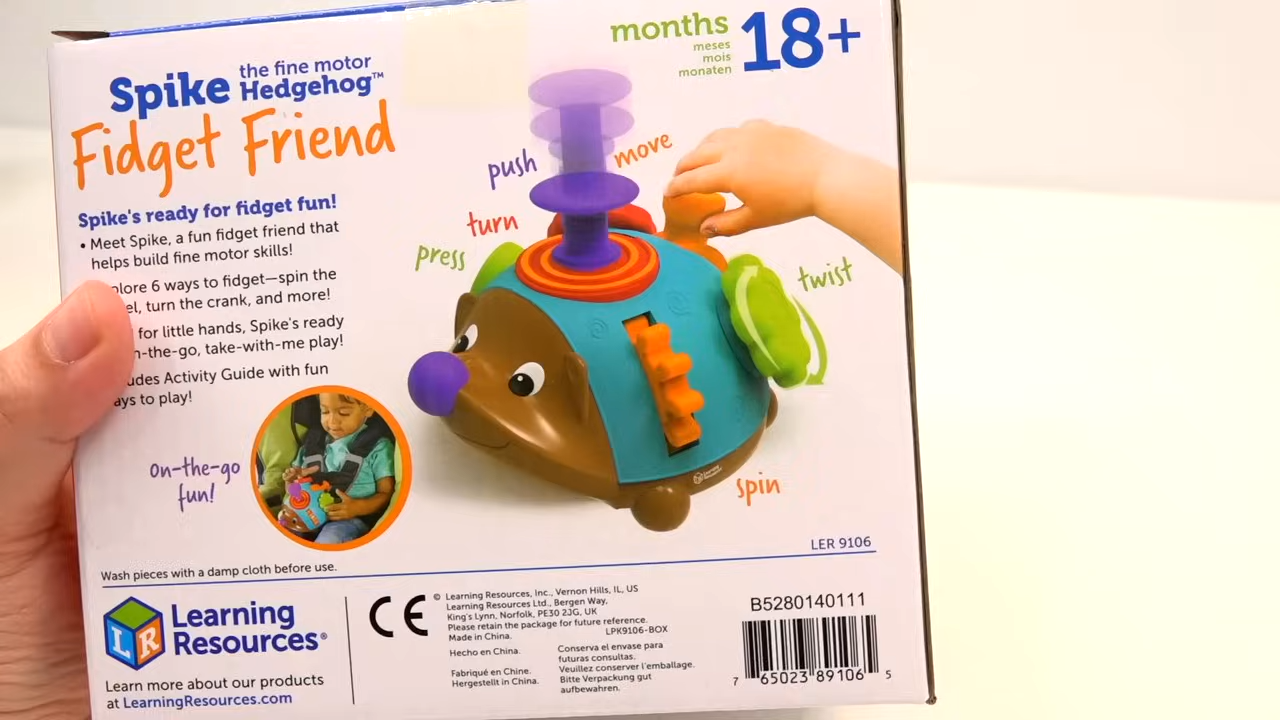 months 18+
meses
mois
monaten
Spike the fine motor Hedgehog™
Fidget Friend
Spike's ready for fidget fun!
• Meet Spike, a fun fidget friend that
helps build fine motor skills!
plore 6 ways to fidget—spin the
el, turn the crank, and more!
for little hands, Spike's ready
n-the-go, take-with-me play!
udes Activity Guide with fun
ays to play!
push
move
turn
press
twist
spin
on-the-go
fun!
Learning
Resources
LER 9106
Wash pieces with a damp cloth before use.
LR Learning
Resources®
Learn more about our products
at LearningResources.com
CE
© Learning Resources, Inc., Vernon Hills, IL, US
Learning Resources Ltd., Bergen Way,
King's Lynn, Norfolk, PE30 2JG, UK
Please retain the package for future reference.
Made in China. LPK9106-BOX
Hecho en China.
Conserva el envase para
futuras consultas.
Fabriqué en Chine.
Veuillez conserver l'emballage.
Hergestellt in China.
Bitte Verpackung gut
aufbewahren.
B5280140111
7 65023 89106 5